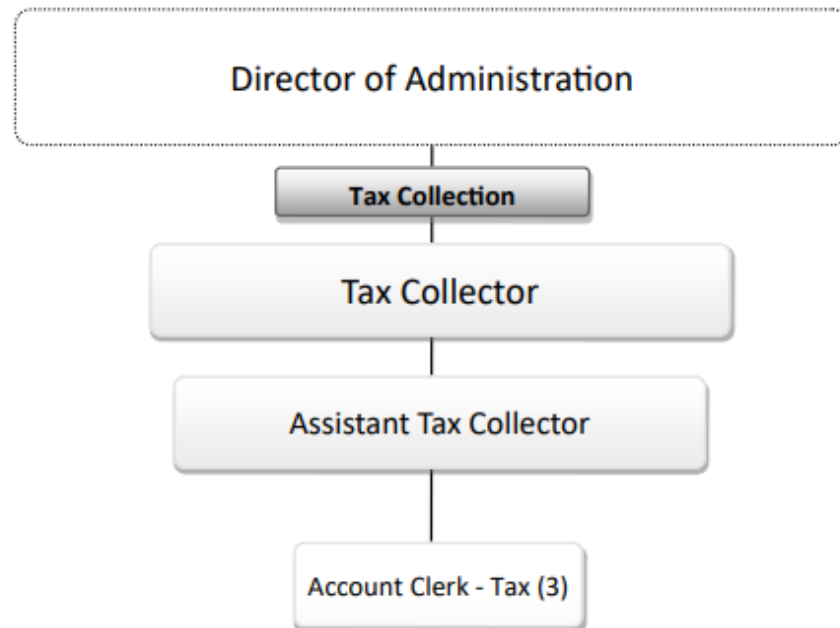 Director of Administration
Tax Collection
Tax Collector
Assistant Tax Collector
Account Clerk - Tax (3)